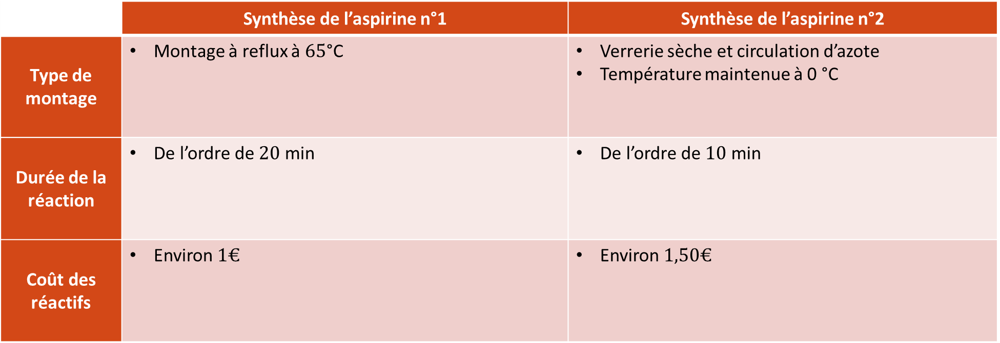 Synthèse de l’aspirine n°1
Synthèse de l’aspirine n°2
Type de
montage
• Montage à reflux à 65°C
• Verrerie sèche et circulation d’azote
• Température maintenue à 0 °C
Durée de la
réaction
• De l’ordre de 20 min
• De l’ordre de 10 min
Coût des
réactifs
• Environ 1€
• Environ 1,50€